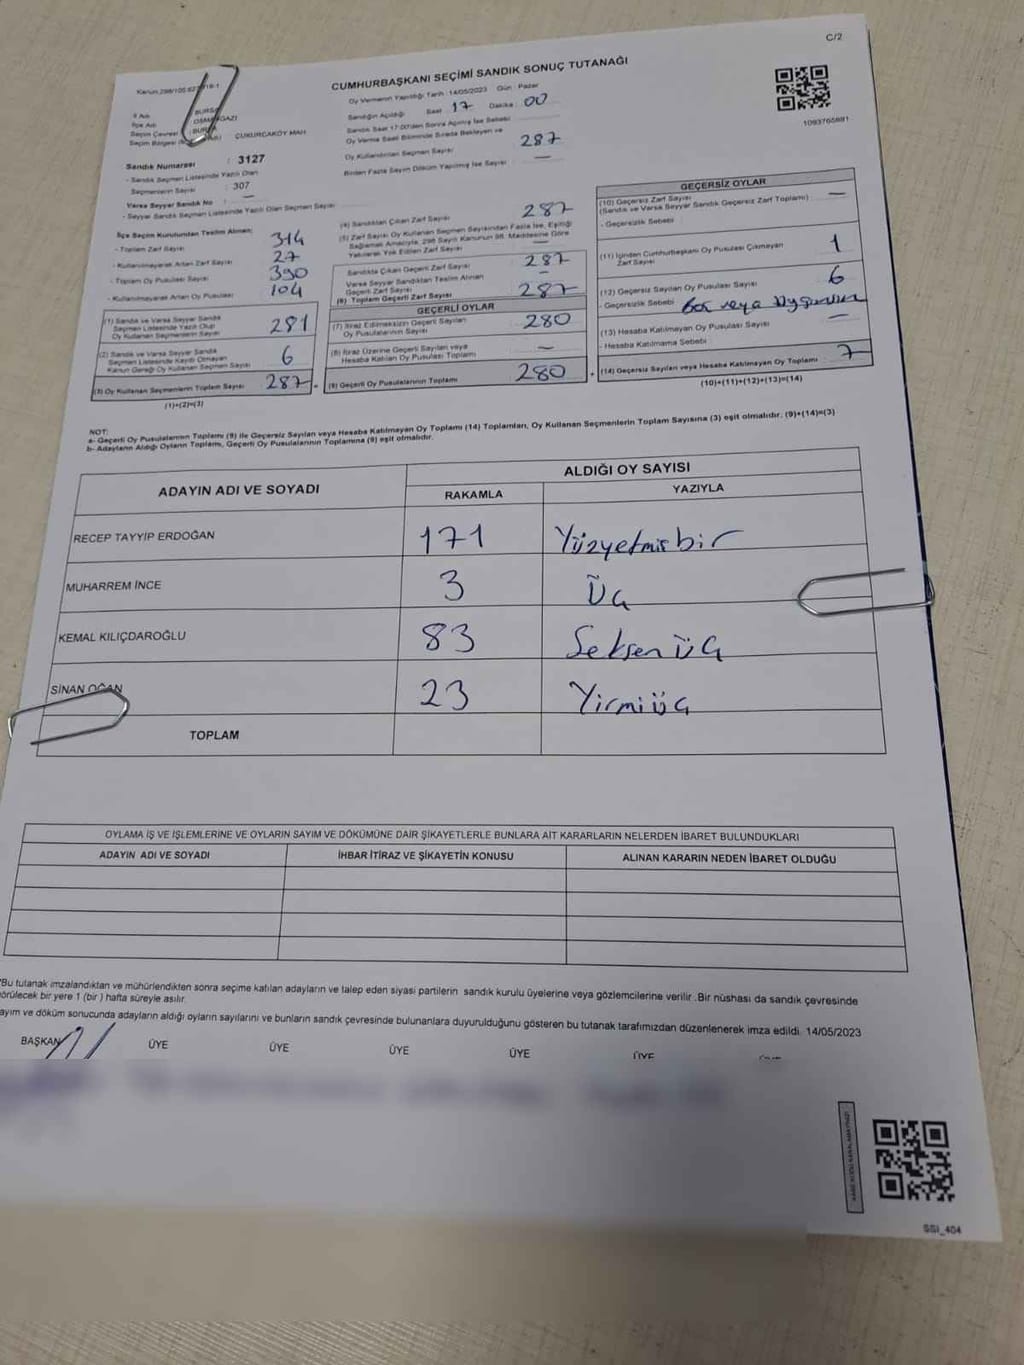 C/2
CUMHURBAŞKANI SEÇİMİ SANDIK SONUÇ TUTANAĞI
Oy Vermenin Yapıldığı Tarih : 14/05/2023 Gün : Pazar
Sandığın Açıldığı Saat 17 Dakika : 00
Sandık Saat 17:00'den Sonra Açılmış İse Sebebi
Oy Verme Saati Bitiminde Sırada Bekleyen ve
Oy Kullandırılan Seçmen Sayısı 287
Birden Fazla Sayım Döküm Yapılmış İse Sayısı —
1093765891
İl Adı : BURSA
İlçe Adı
Seçim Çevresi : BURSA
Seçim Bölgesi ÇUKURCAKÖY MAH
Sandık Numarası : 3127
- Sandık Seçmen Listesinde Yazılı Olan
Seçmenlerin Sayısı : 307
Varsa Seyyar Sandık No : —
- Seyyar Sandık Seçmen Listesinde Yazılı Olan Seçmen Sayısı
İlçe Seçim Kurulundan Teslim Alınan;
- Toplam Zarf Sayısı 314
- Kullanılmayarak Artan Zarf Sayısı 27
- Toplam Oy Pusulası Sayısı 390
- Kullanılmayarak Artan Oy Pusulası 104
(1) Sandık ve Varsa Seyyar Sandık
Seçmen Listesinde Yazılı Olup
Oy Kullanan Seçmenlerin Sayısı 281
(2) Sandık ve Varsa Seyyar Sandık
Seçmen Listesinde Kaydı Olmayan
Kanun Gereği Oy Kullanan Seçmen Sayısı 6
(3) Oy Kullanan Seçmenlerin Toplam Sayısı 287
(1)+(2)=(3)
(4) Sandıktan Çıkan Zarf Sayısı 287
(5) Zarf Sayısı Oy Kullanan Seçmen Sayısından Fazla İse, Eşitliği
Sağlamak Amacıyla, 298 Sayılı Kanunun 98. Maddesine Göre
Yakılarak Yok Edilen Zarf Sayısı —
Sandıkta Çıkan Geçerli Zarf Sayısı 287
Varsa Seyyar Sandıktan Teslim Alınan
Geçerli Zarf Sayısı —
(6) Toplam Geçerli Zarf Sayısı 287
GEÇERLİ OYLAR
(7) İtiraz Edilmeksizin Geçerli Sayılan
Oy Pusulalarının Sayısı 280
(8) İtiraz Üzerine Geçerli Sayılan veya
Hesaba Katılan Oy Pusulası Toplamı —
(9) Geçerli Oy Pusulalarının Toplamı 280
GEÇERSİZ OYLAR
(10) Geçersiz Zarf Sayısı
(Sandık ve Varsa Seyyar Sandık Geçersiz Zarf Toplamı) —
- Geçersizlik Sebebi
(11) İçinden Cumhurbaşkanı Oy Pusulası Çıkmayan
Zarf Sayısı 1
(12) Geçersiz Sayılan Oy Pusulası Sayısı 6
- Geçersizlik Sebebi Boş veya
(13) Hesaba Katılmayan Oy Pusulası Sayısı —
- Hesaba Katılmama Sebebi
(14) Geçersiz Sayılan veya Hesaba Katılmayan Oy Toplamı 7
(10)+(11)+(12)+(13)=(14)
NOT:
a- Geçerli Oy Pusulalarının Toplamı (9) ile Geçersiz Sayılan veya Hesaba Katılmayan Oy Toplamı (14) Toplamları, Oy Kullanan Seçmenlerin Toplam Sayısına (3) eşit olmalıdır. (9)+(14)=(3)
b- Adayların Aldığı Oyların Toplamı, Geçerli Oy Pusulalarının Toplamına (9) eşit olmalıdır.
ADAYIN ADI VE SOYADI
ALDIĞI OY SAYISI
RAKAMLA YAZIYLA
RECEP TAYYİP ERDOĞAN 171 Yüzyetmişbir
MUHARREM İNCE 3 Üç
KEMAL KILIÇDAROĞLU 83 Seksen üç
SİNAN OĞAN 23 Yirmiüç
TOPLAM
OYLAMA İŞ VE İŞLEMLERİNE VE OYLARIN SAYIM VE DÖKÜMÜNE DAİR ŞİKAYETLERLE BUNLARA AİT KARARLARIN NELERDEN İBARET BULUNDUKLARI
ADAYIN ADI VE SOYADI İHBAR İTİRAZ VE ŞİKAYETİN KONUSU ALINAN KARARIN NEDEN İBARET OLDUĞU
*Bu tutanak imzalandıktan ve mühürlendikten sonra seçime katılan adayların ve talep eden siyasi partilerin sandık kurulu üyelerine veya gözlemcilerine verilir. Bir nüshası da sandık çevresinde
görülecek bir yere 1 (bir) hafta süreyle asılır.
Sayım ve döküm sonucunda adayların aldığı oyların sayılarını ve bunların sandık çevresinde bulunanlara duyurulduğunu gösteren bu tutanak tarafımızdan düzenlenerek imza edildi. 14/05/2023
BAŞKAN ÜYE ÜYE ÜYE ÜYE ÜYE
SSI_404